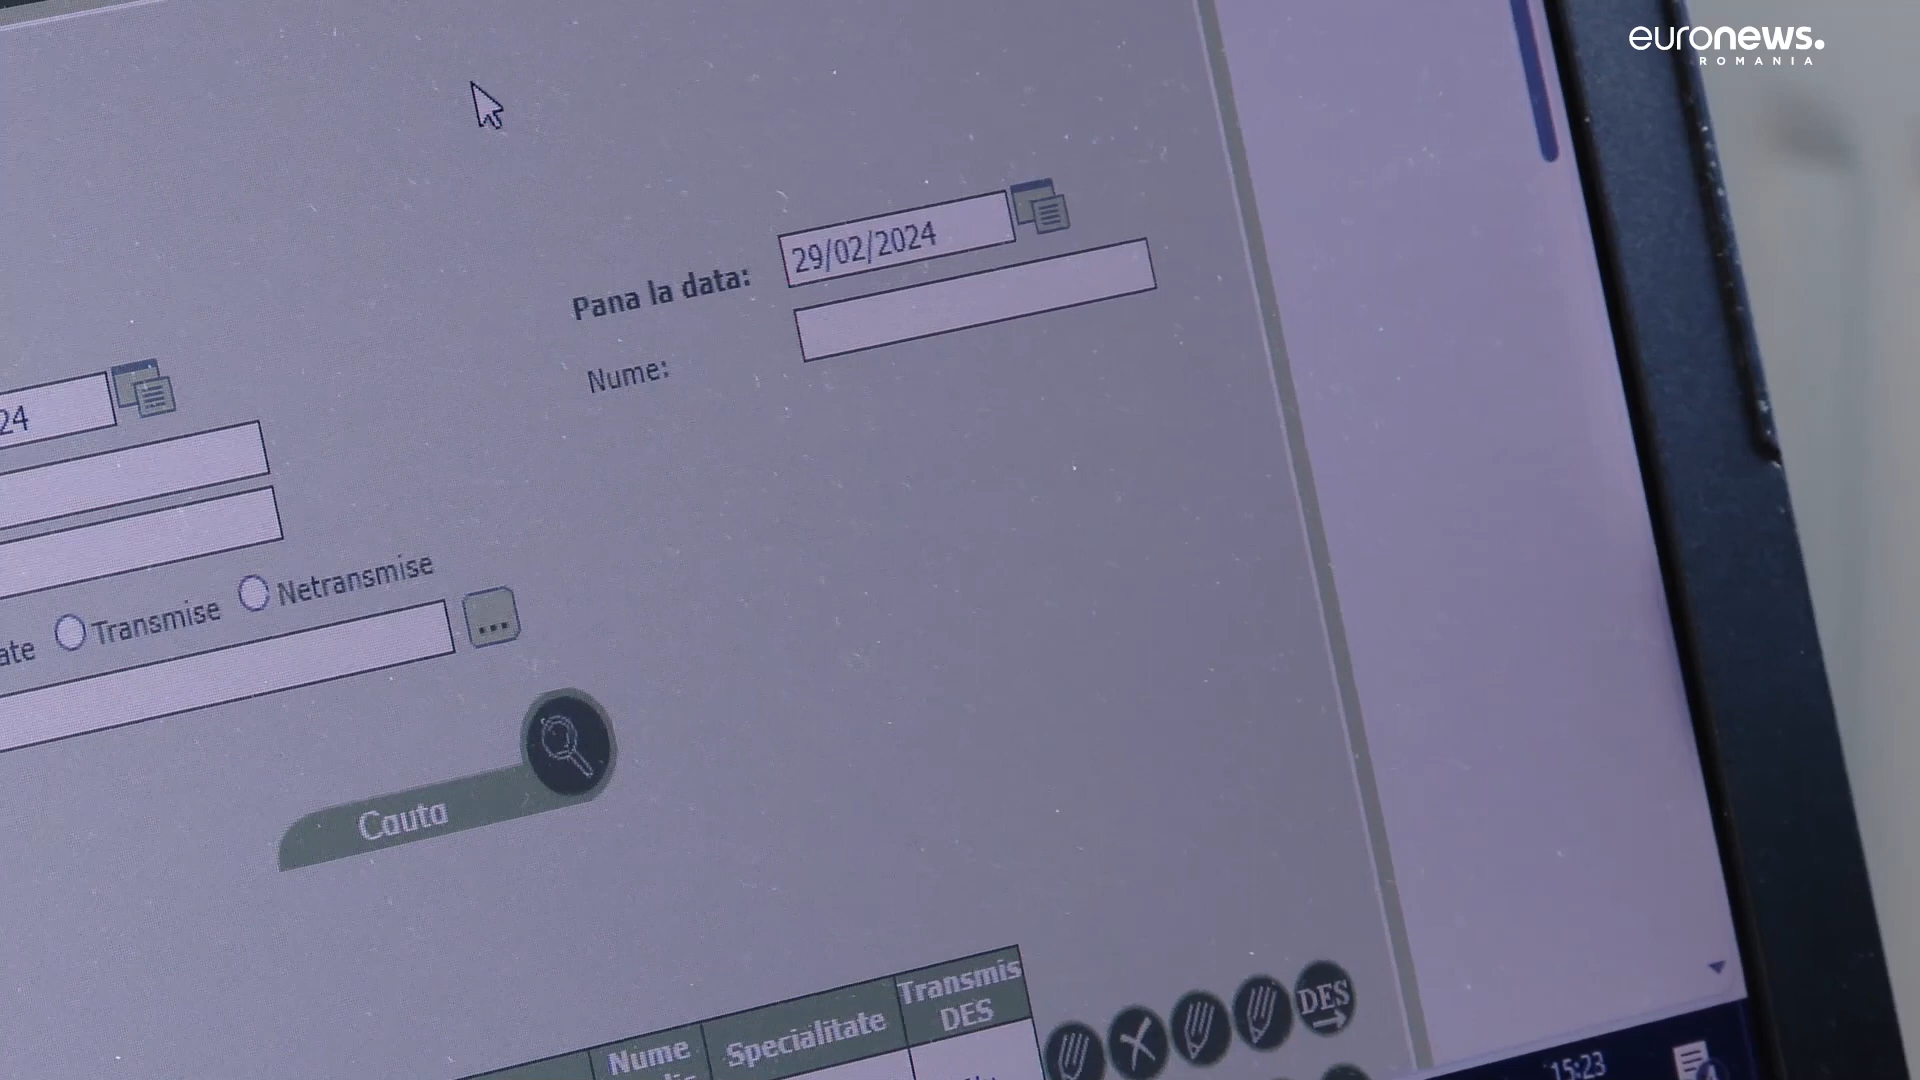 euronews.
ROMANIA
Pana la data: 29/02/2024
Nume:
24
ate Transmise Netransmise
...
Cauta
Nume Specialitate Transmis DES
DES
15:23
4